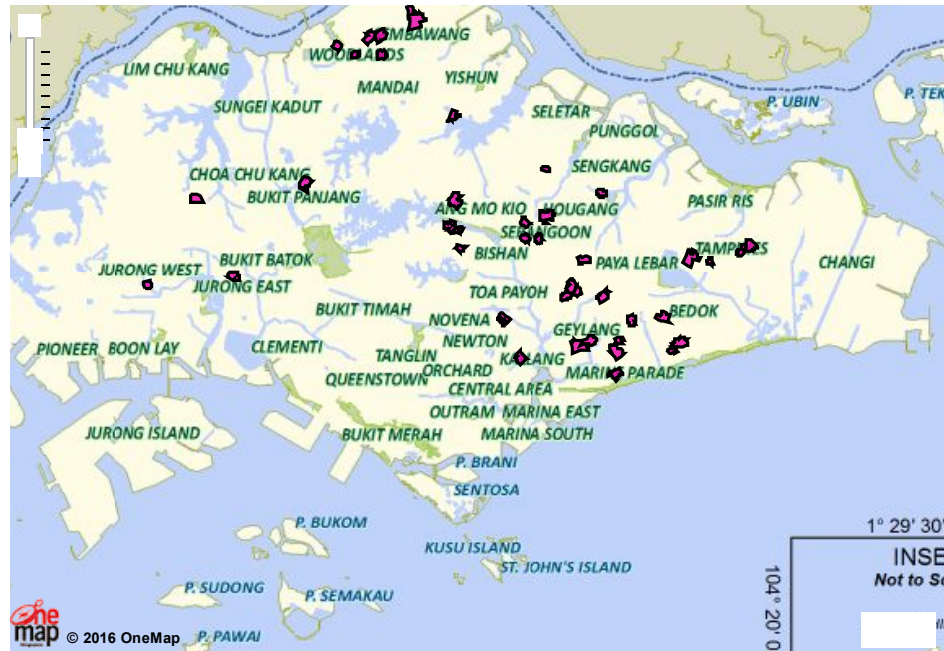 SEMBAWANG
WOODLANDS
LIM CHU KANG
YISHUN
MANDAI
SUNGEI KADUT
P. UBIN
P. TEK
SELETAR
PUNGGOL
SENGKANG
CHOA CHU KANG
BUKIT PANJANG
PASIR RIS
ANG MO KIO
HOUGANG
SERANGOON
BISHAN
TAMPINES
PAYA LEBAR
CHANGI
BUKIT BATOK
JURONG WEST
JURONG EAST
TOA PAYOH
BUKIT TIMAH
NOVENA
BEDOK
GEYLANG
NEWTON
PIONEER
BOON LAY
CLEMENTI
TANGLIN
KALLANG
ORCHARD
QUEENSTOWN
MARINE PARADE
CENTRAL AREA
OUTRAM
MARINA EAST
JURONG ISLAND
BUKIT MERAH
MARINA SOUTH
P. BRANI
SENTOSA
P. BUKOM
KUSU ISLAND
ST. JOHN'S ISLAND
P. SUDONG
P. SEMAKAU
P. PAWAI
1° 29' 30'
INSE
Not to Sc
104° 20' 0
One
map © 2016 OneMap